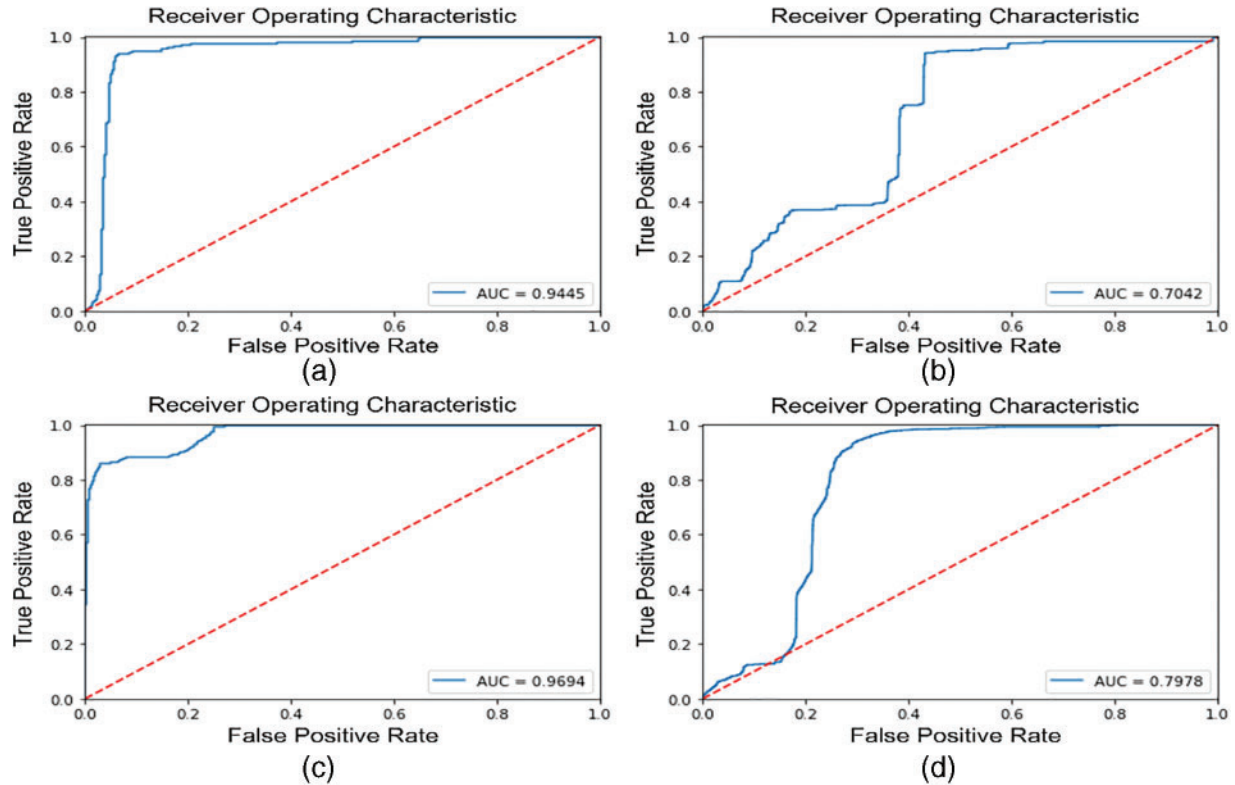 Receiver Operating Characteristic
1.0
0.8
0.6
0.4
0.2
0.0
True Positive Rate
AUC = 0.9445
0.0 0.2 0.4 0.6 0.8 1.0
False Positive Rate
(a)
Receiver Operating Characteristic
1.0
0.8
0.6
0.4
0.2
0.0
True Positive Rate
AUC = 0.7042
0.0 0.2 0.4 0.6 0.8 1.0
False Positive Rate
(b)
Receiver Operating Characteristic
1.0
0.8
0.6
0.4
0.2
0.0
True Positive Rate
AUC = 0.9694
0.0 0.2 0.4 0.6 0.8 1.0
False Positive Rate
(c)
Receiver Operating Characteristic
1.0
0.8
0.6
0.4
0.2
0.0
True Positive Rate
AUC = 0.7978
0.0 0.2 0.4 0.6 0.8 1.0
False Positive Rate
(d)